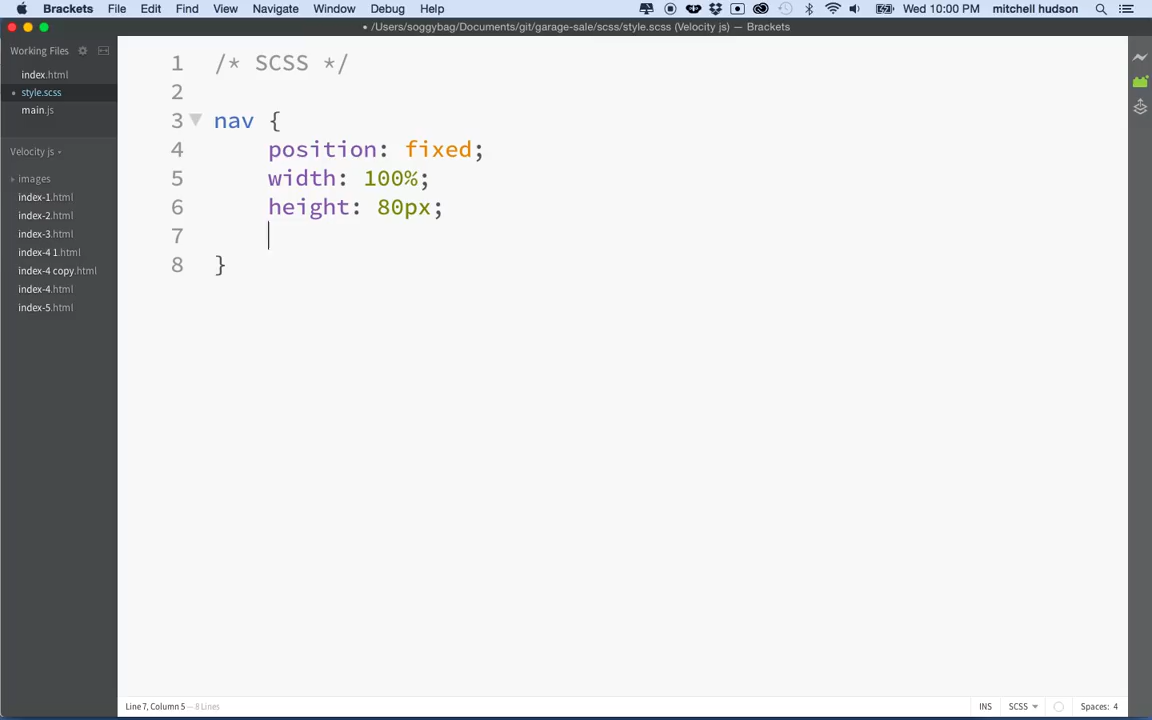 Brackets File Edit Find View Navigate Window Debug Help Wed 10:00 PM mitchell hudson
• /Users/soggybag/Documents/git/garage-sale/scss/style.scss (Velocity js) — Brackets
Working Files
index.html
• style.scss
main.js
Velocity js
images
index-1.html
index-2.html
index-3.html
index-4 1.html
index-4 copy.html
index-4.html
index-5.html
1 /* SCSS */
2
3 nav {
4 position: fixed;
5 width: 100%;
6 height: 80px;
7
8 }
Line 7, Column 5 — 8 Lines INS SCSS Spaces: 4